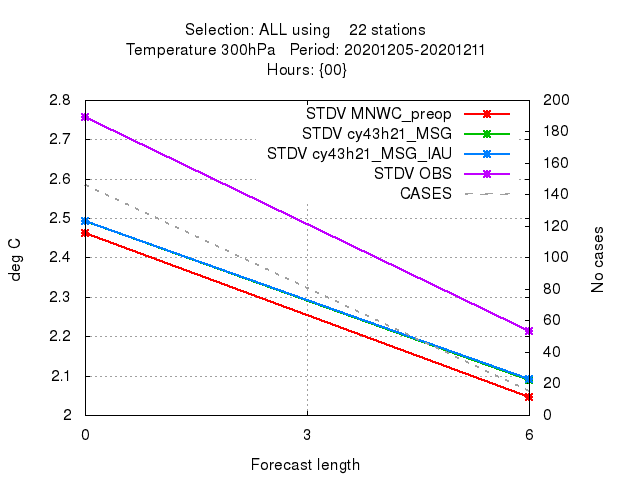 Selection: ALL using 22 stations
Temperature 300hPa Period: 20201205-20201211
Hours: {00}
STDV MNWC_preop
STDV cy43h21_MSG
STDV cy43h21_MSG_IAU
STDV OBS
CASES
2.8
2.7
2.6
2.5
2.4
2.3
2.2
2.1
2
deg C
200
180
160
140
120
100
80
60
40
20
0
No cases
0 3 6
Forecast length